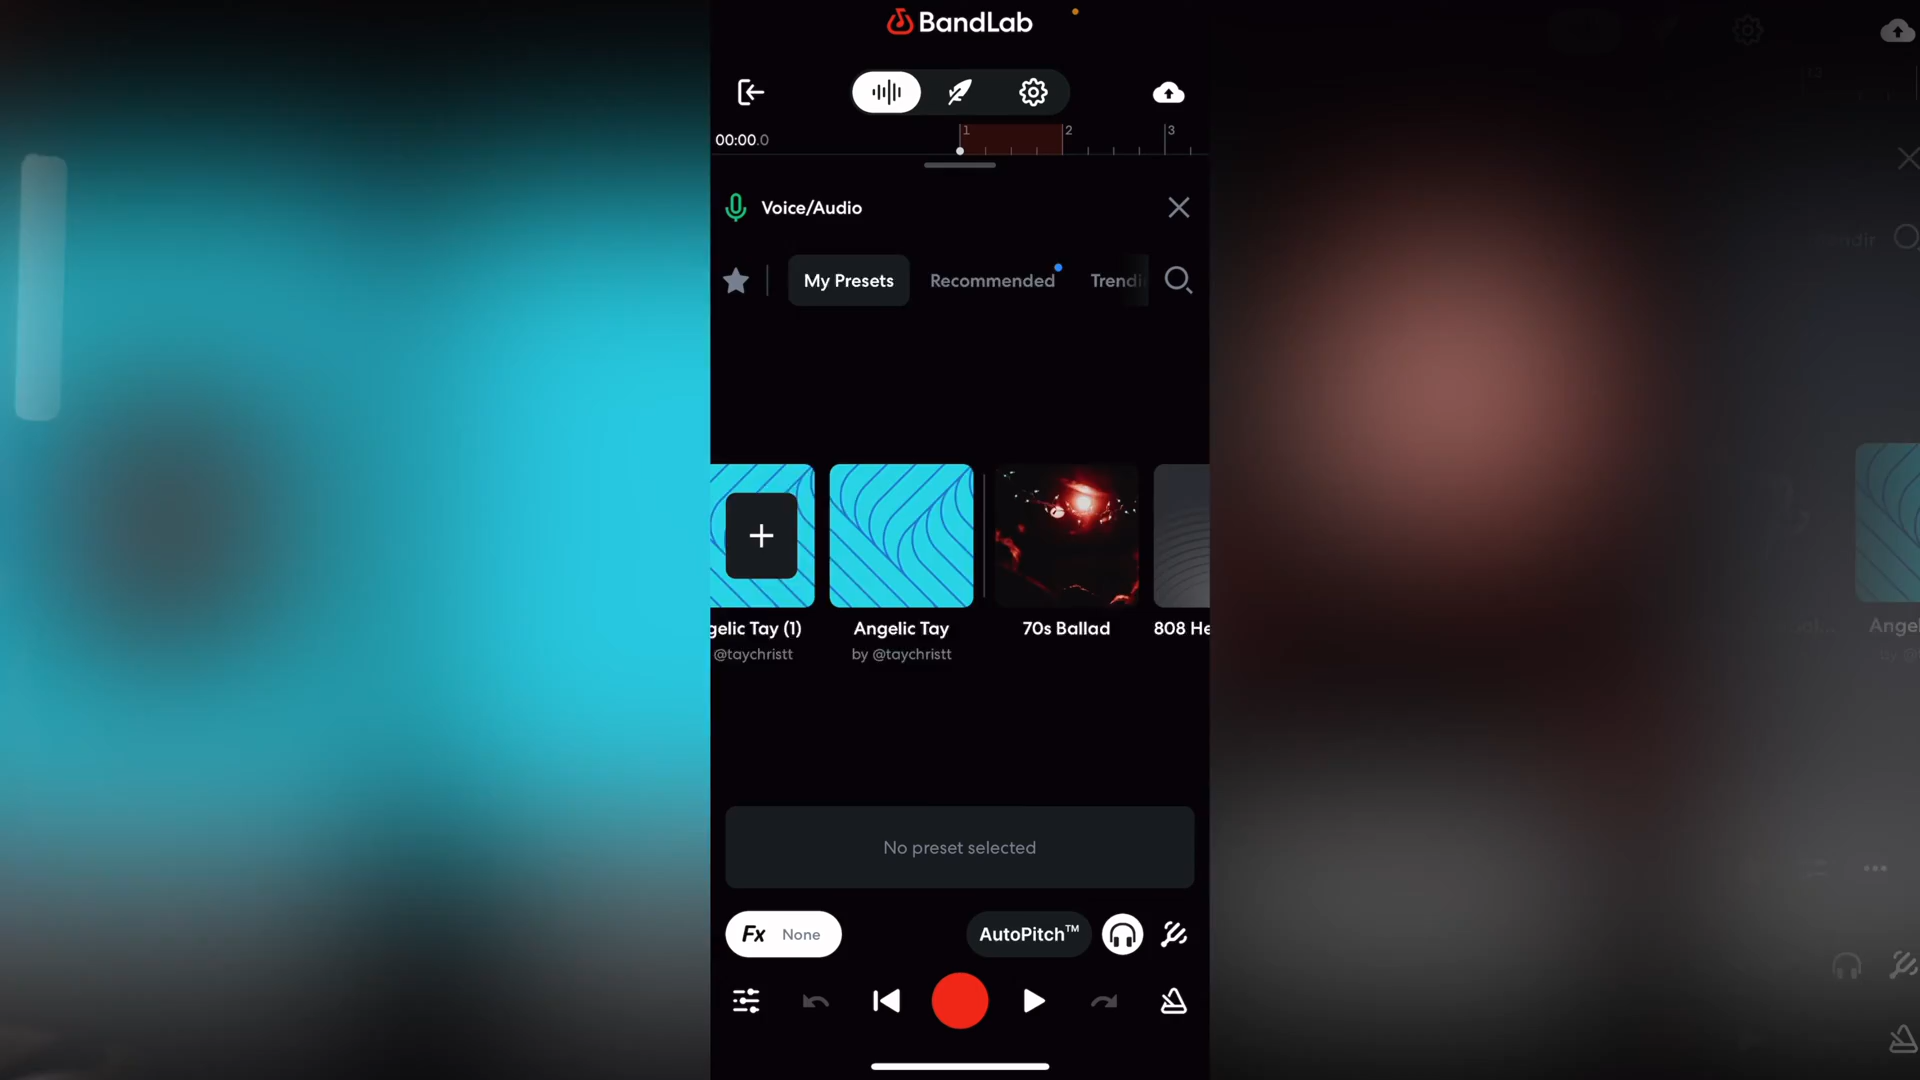 BandLab
00:00.0
1
2
3
Voice/Audio
My Presets
Recommended
Trendi
gelic Tay (1)
@taychristt
Angelic Tay
by @taychristt
70s Ballad
808 He
Angel
No preset selected
Fx None
AutoPitch™